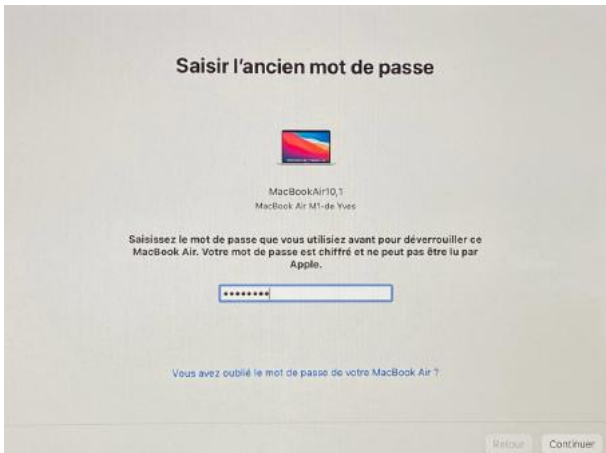 Saisir l'ancien mot de passe
MacBookAir10,1
MacBook Air M1-de Yves
Saisissez le mot de passe que vous utilisiez avant pour déverrouiller ce
MacBook Air. Votre mot de passe est chiffré et ne peut pas être lu par
Apple.
••••••••
Vous avez oublié le mot de passe de votre MacBook Air ?
Retour Continuer